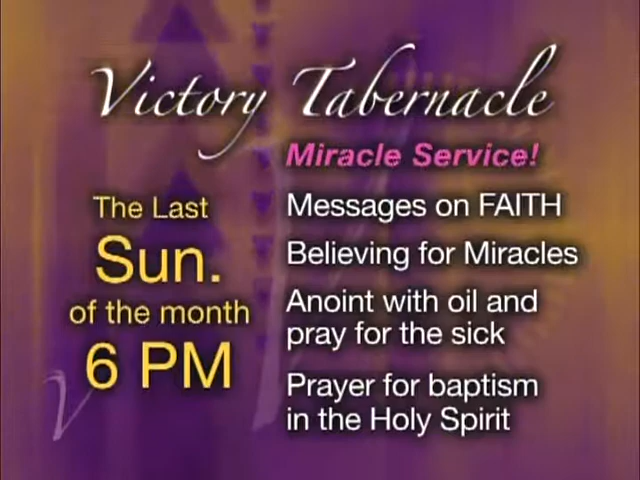 Victory Tabernacle
Miracle Service!
The Last
Sun.
of the month
6 PM
Messages on FAITH
Believing for Miracles
Anoint with oil and
pray for the sick
Prayer for baptism
in the Holy Spirit